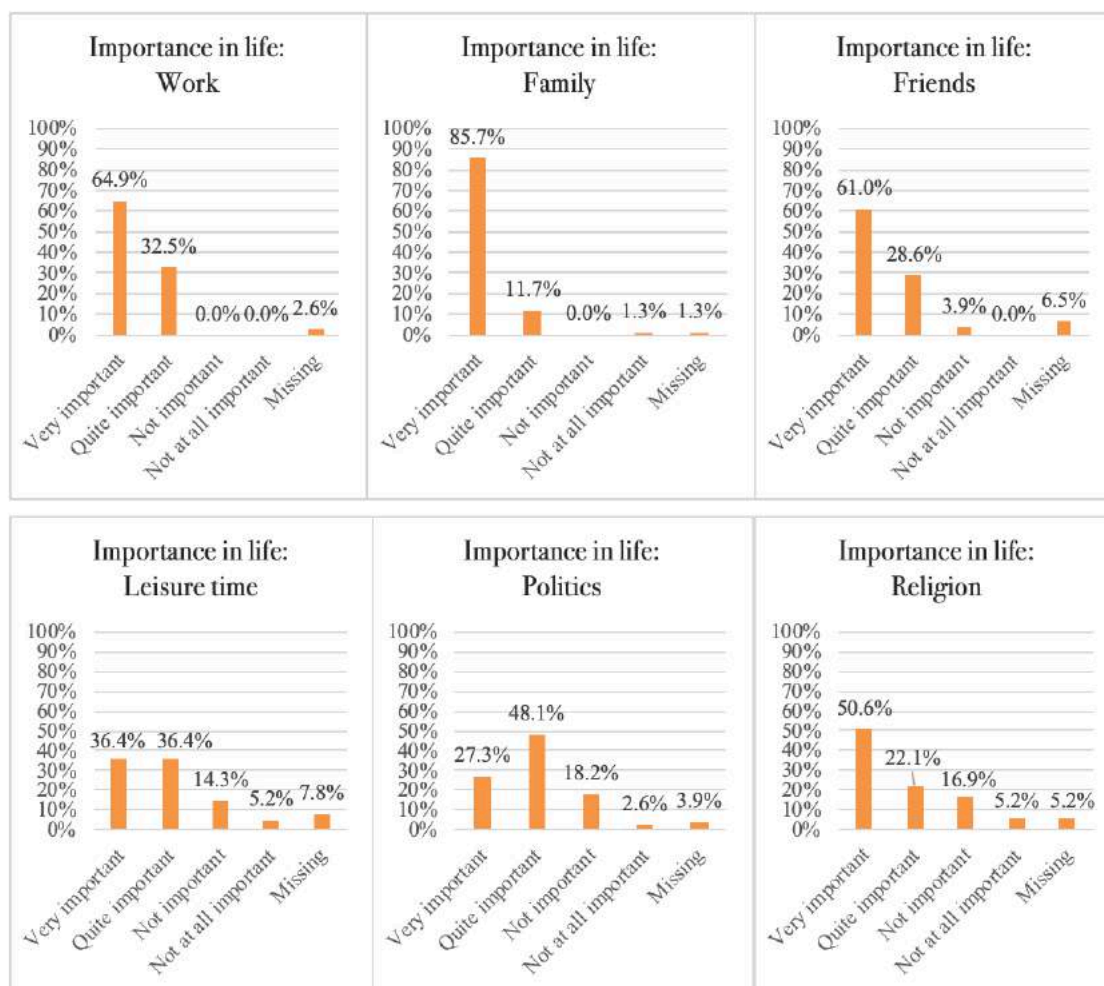 Importance in life:
Work
100%
90%
80%
70%
60%
50%
40%
30%
20%
10%
0%
64.9%
32.5%
0.0%
0.0%
2.6%
Very important
Quite important
Not important
Not at all important
Missing
Importance in life:
Family
100%
90%
80%
70%
60%
50%
40%
30%
20%
10%
0%
85.7%
11.7%
0.0%
1.3%
1.3%
Very important
Quite important
Not important
Not at all important
Missing
Importance in life:
Friends
100%
90%
80%
70%
60%
50%
40%
30%
20%
10%
0%
61.0%
28.6%
3.9%
0.0%
6.5%
Very important
Quite important
Not important
Not at all important
Missing
Importance in life:
Leisure time
100%
90%
80%
70%
60%
50%
40%
30%
20%
10%
0%
36.4%
36.4%
14.3%
5.2%
7.8%
Very important
Quite important
Not important
Not at all important
Missing
Importance in life:
Politics
100%
90%
80%
70%
60%
50%
40%
30%
20%
10%
0%
27.3%
48.1%
18.2%
2.6%
3.9%
Very important
Quite important
Not important
Not at all important
Missing
Importance in life:
Religion
100%
90%
80%
70%
60%
50%
40%
30%
20%
10%
0%
50.6%
22.1%
16.9%
5.2%
5.2%
Very important
Quite important
Not important
Not at all important
Missing